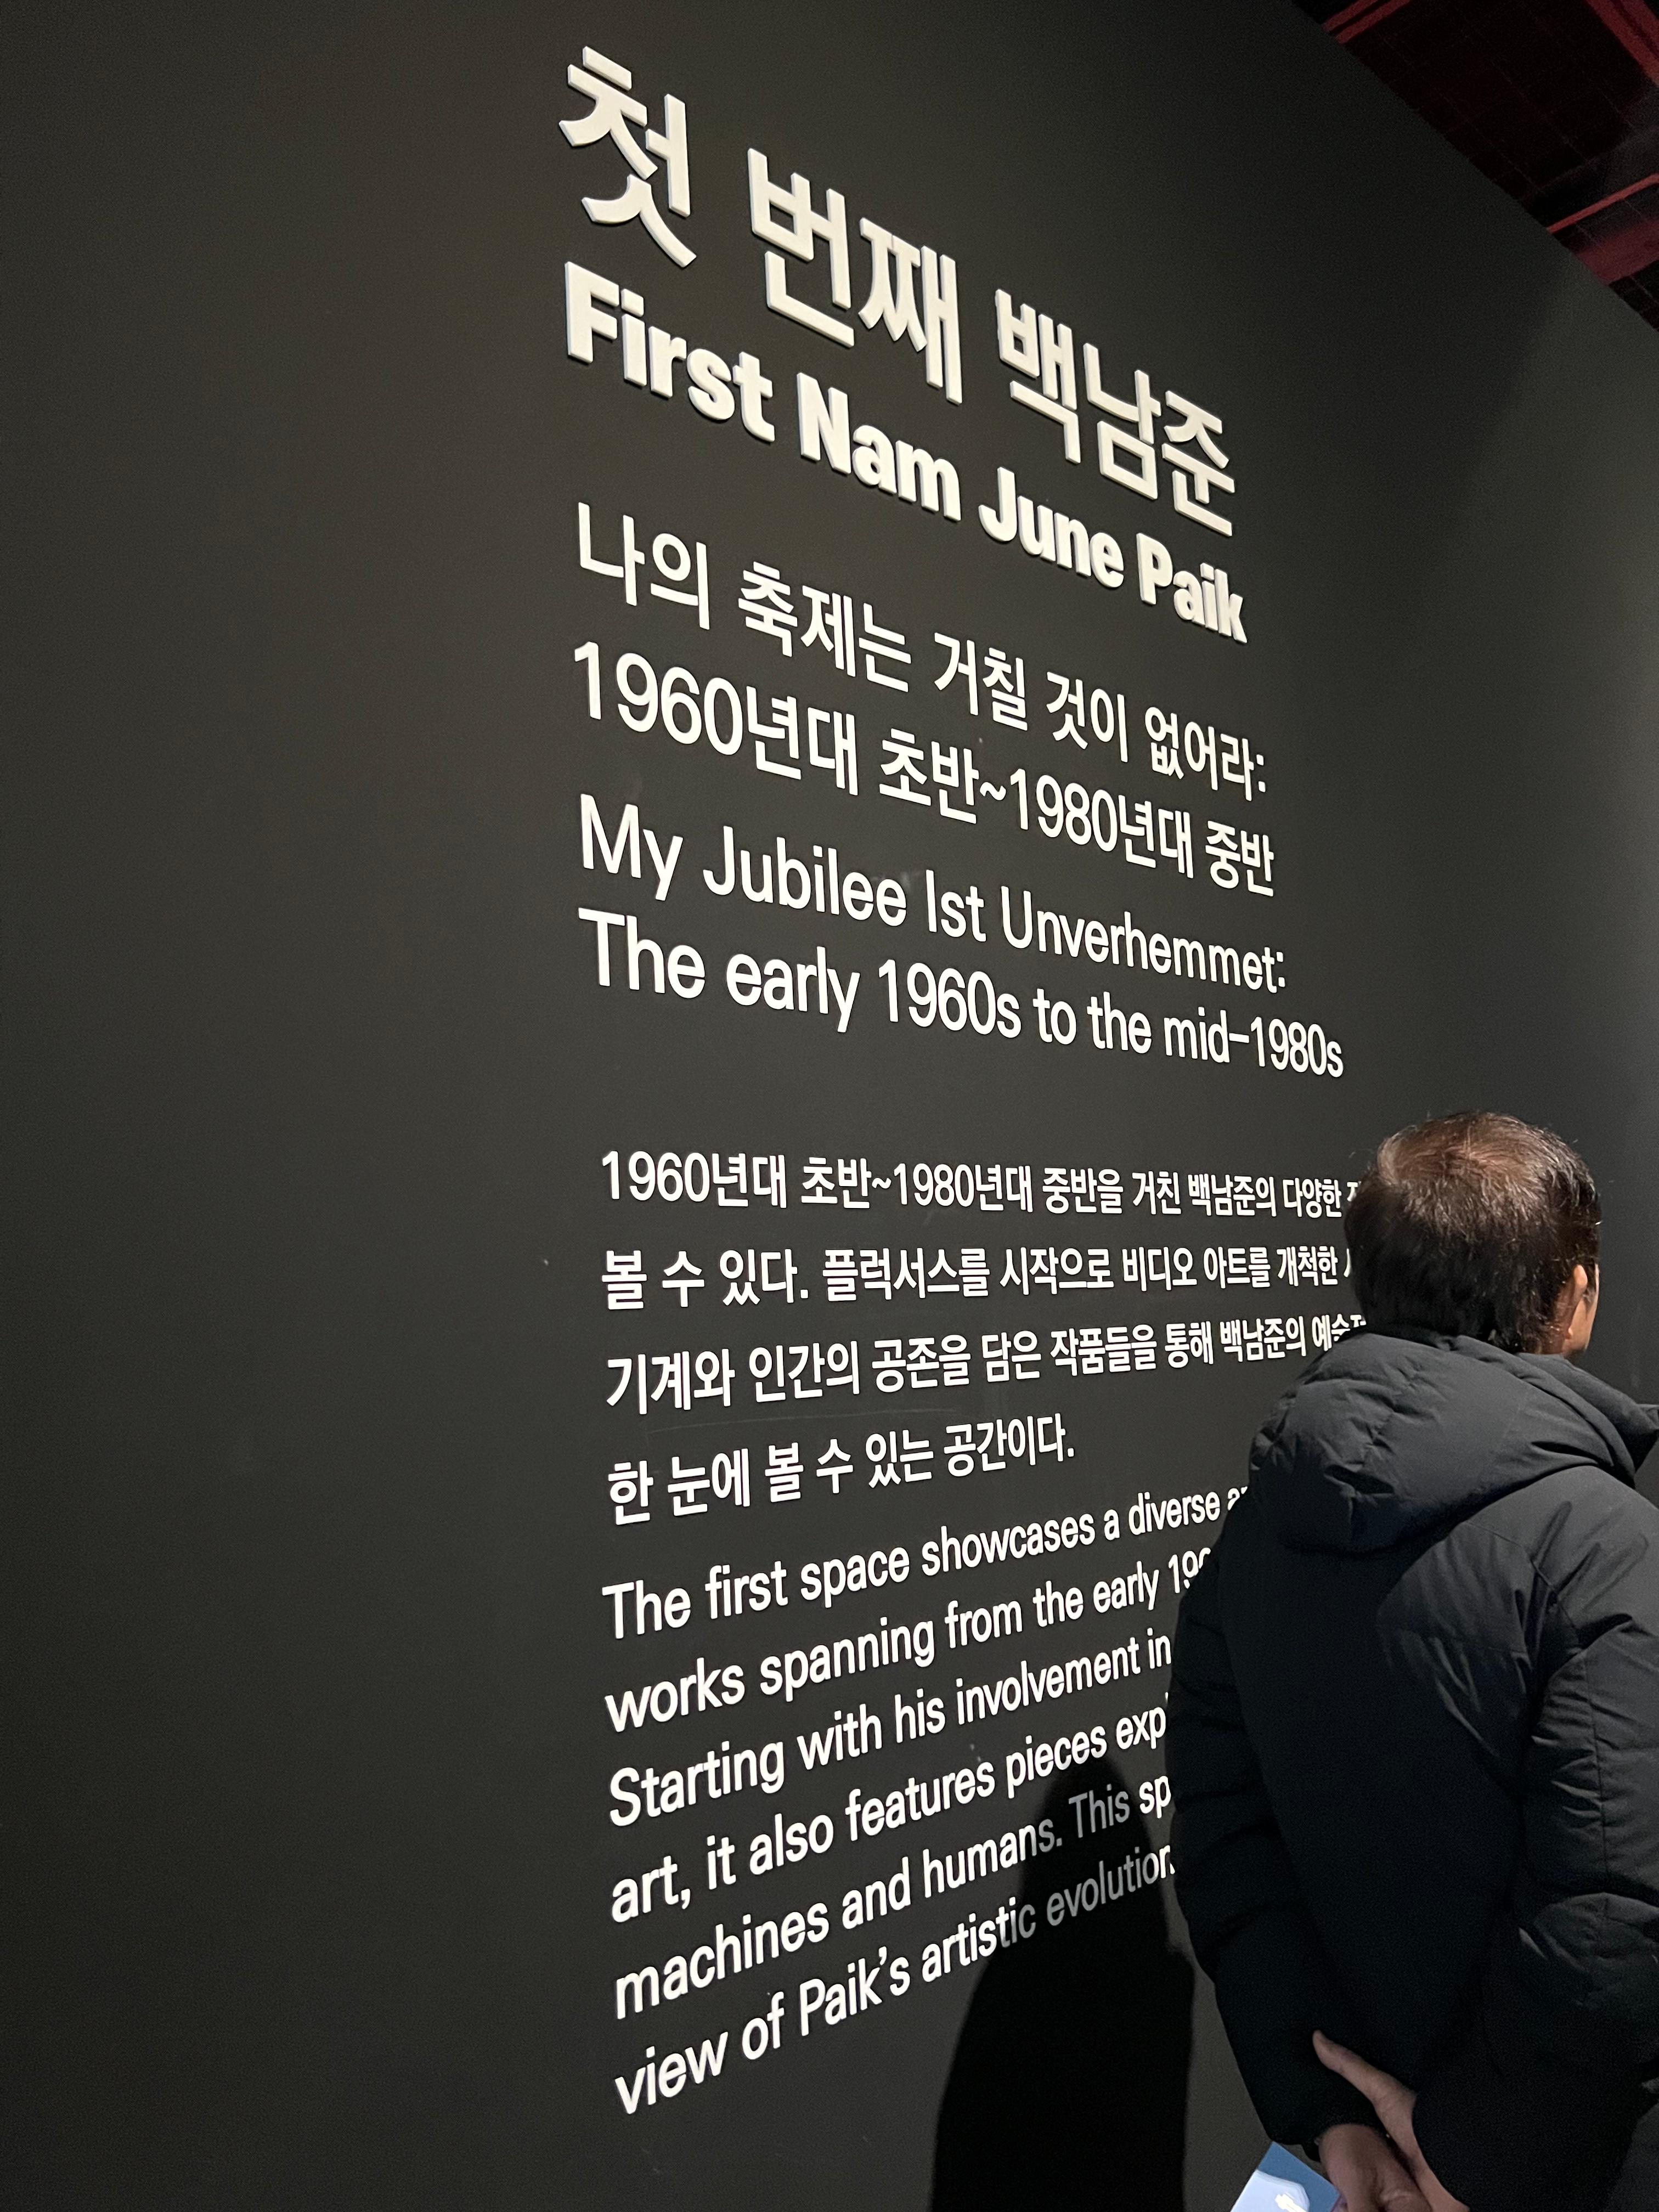 첫 번째 백남준
First Nam June Paik
나의 축제는 거칠 것이 없어라:
1960년대 초반~1980년대 중반
My Jubilee Ist Unverhemmet:
The early 1960s to the mid-1980s
1960년대 초반~1980년대 중반을 거친 백남준의 다양한
볼 수 있다. 플럭서스를 시작으로 비디오 아트를 개척한
기계와 인간의 공존을 담은 작품들을 통해 백남준의
한 눈에 볼 수 있는 공간이다.
The first space showcases a diverse
works spanning from the early
Starting with his involvement in
art, it also features pieces
machines and humans. This
view of Paik's artistic evolution